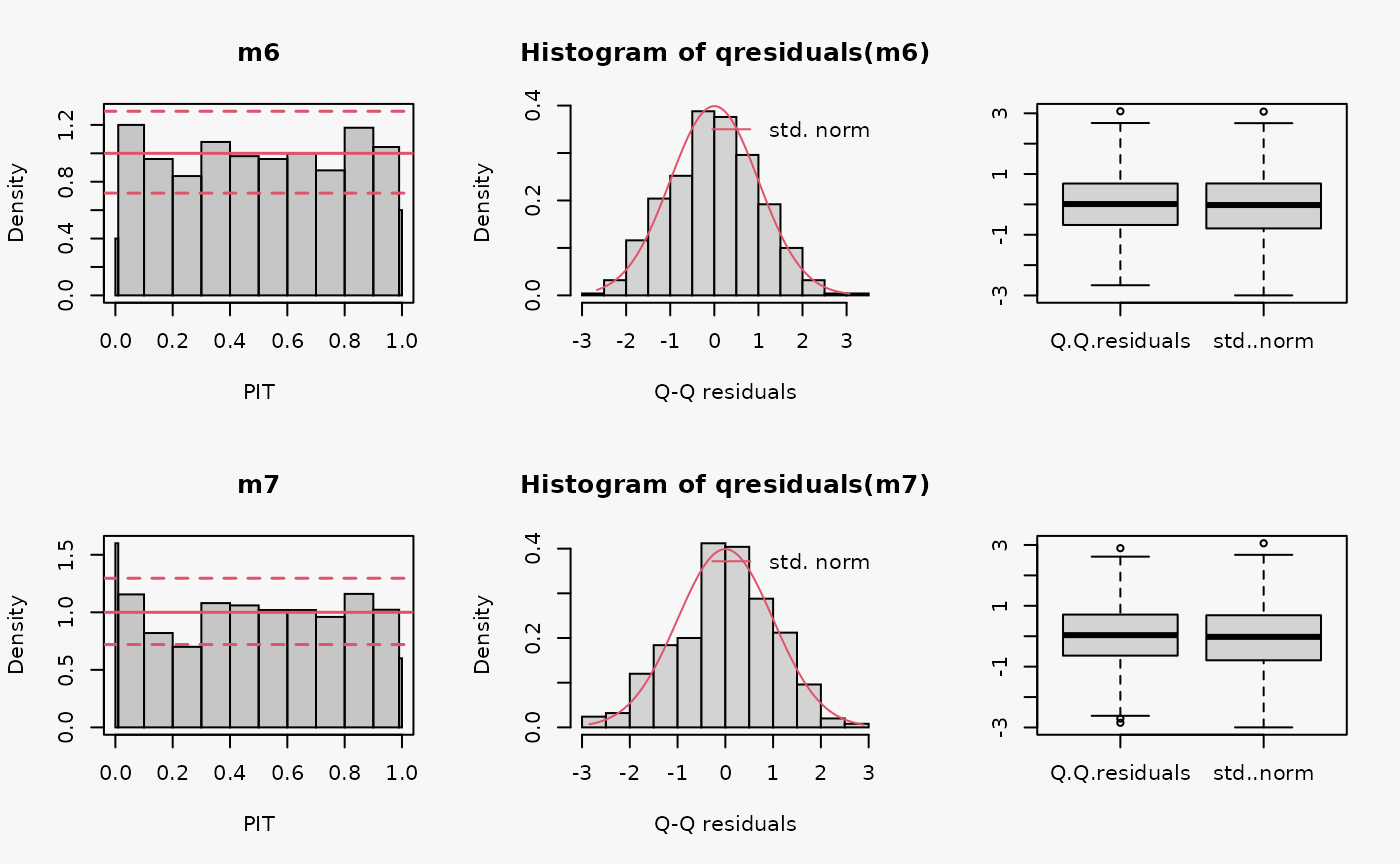 m6
Density
0.0 0.4 0.8 1.2
0.0 0.2 0.4 0.6 0.8 1.0
PIT
Histogram of qresiduals(m6)
Density
0.0 0.2 0.4
std. norm
-3 -2 -1 0 1 2 3
Q-Q residuals
-3 -1 1 3
Q.Q.residuals std..norm
m7
Density
0.0 0.5 1.0 1.5
0.0 0.2 0.4 0.6 0.8 1.0
PIT
Histogram of qresiduals(m7)
Density
0.0 0.2 0.4
std. norm
-3 -2 -1 0 1 2 3
Q-Q residuals
-3 -1 1 3
Q.Q.residuals std..norm